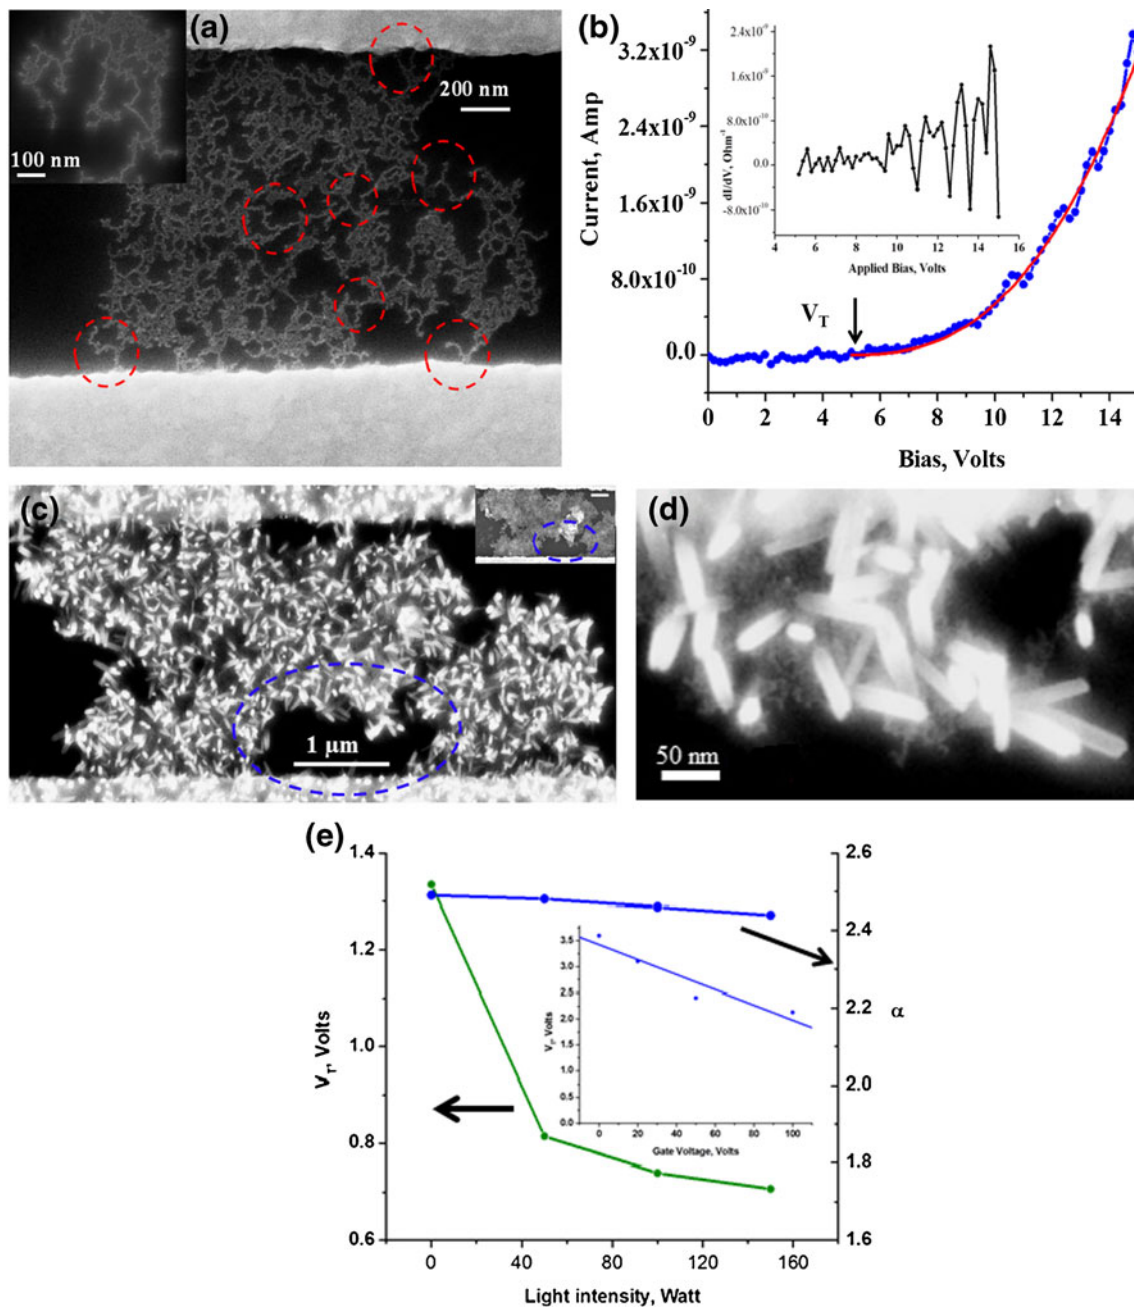 (a)
200 nm
100 nm
(b)
Current, Amp
3.2x10-9
2.4x10-9
1.6x10-9
8.0x10-10
0.0
0 2 4 6 8 10 12 14
Bias, Volts
VT
dI/dV, Ohm-1
2.4x10-9
1.6x10-9
8.0x10-10
0.0
-8.0x10-10
4 6 8 10 12 14 16
Applied Bias, Volts
(c)
1 µm
(d)
50 nm
(e)
VT, Volts
1.4
1.2
1.0
0.8
0.6
2.6
2.4
2.2
2.0
1.8
1.6
α
0 40 80 120 160
Light intensity, Watt
VT, Volts
3.5
3.0
2.5
2.0
1.5
1.0
0.5
0.0
0 20 40 60 80 100
Gate Voltage, Volts